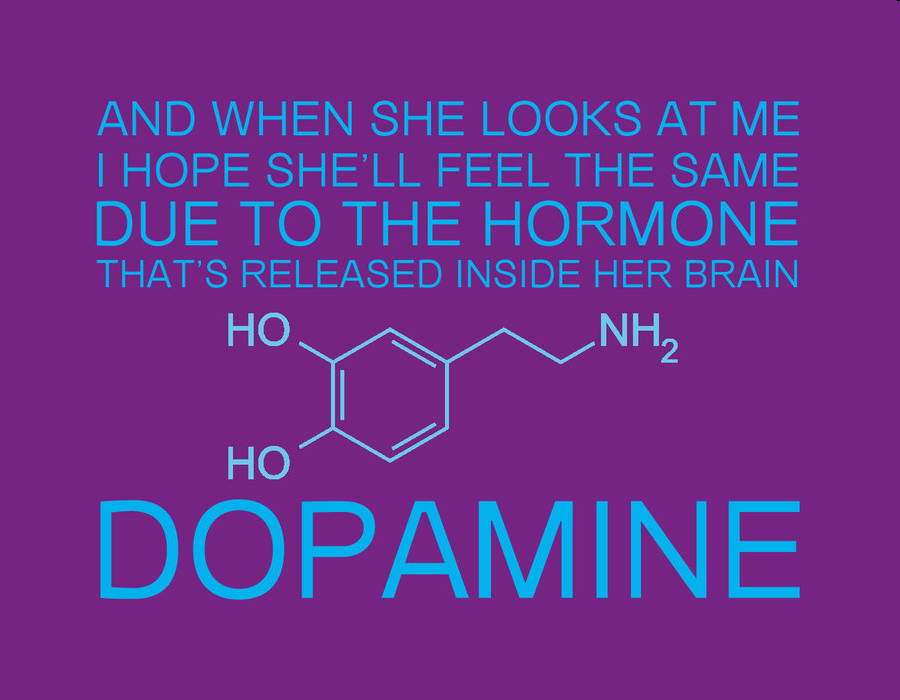 AND WHEN SHE LOOKS AT ME
I HOPE SHE'LL FEEL THE SAME
DUE TO THE HORMONE
THAT'S RELEASED INSIDE HER BRAIN
HO NH₂
HO
DOPAMINE